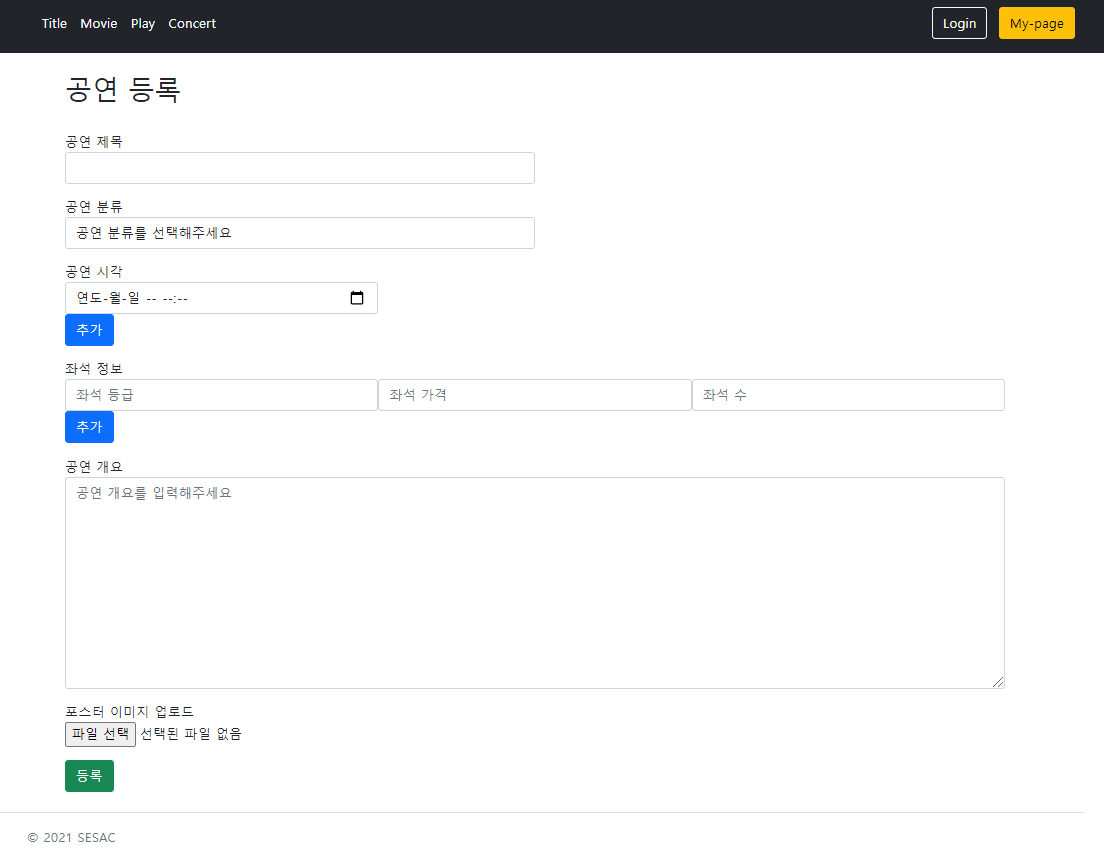 Title Movie Play Concert Login My-page
공연 등록
공연 제목
공연 분류
공연 분류를 선택해주세요
공연 시각
연도-월-일 -- --:--
추가
좌석 정보
좌석 등급 좌석 가격 좌석 수
추가
공연 개요
공연 개요를 입력해주세요
포스터 이미지 업로드
파일 선택 선택된 파일 없음
등록
© 2021 SESAC